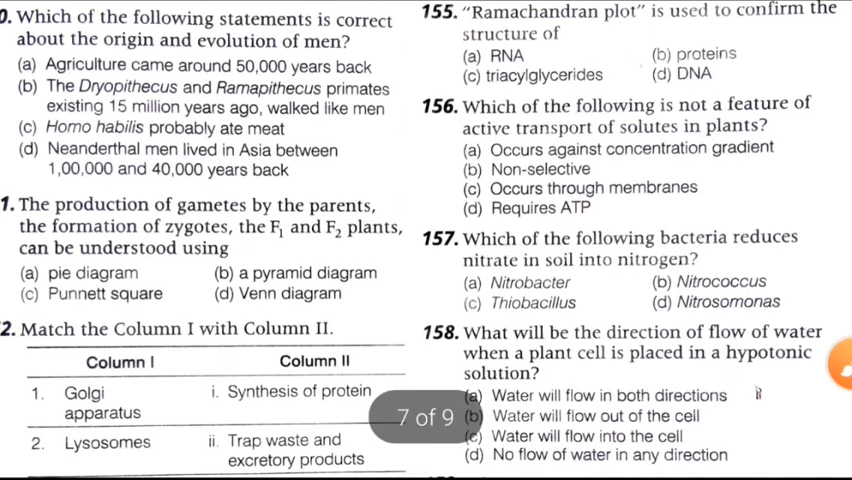 0. Which of the following statements is correct
about the origin and evolution of men?
(a) Agriculture came around 50,000 years back
(b) The Dryopithecus and Ramapithecus primates
existing 15 million years ago, walked like men
(c) Homo habilis probably ate meat
(d) Neanderthal men lived in Asia between
1,00,000 and 40,000 years back
1. The production of gametes by the parents,
the formation of zygotes, the F1 and F2 plants,
can be understood using
(a) pie diagram (b) a pyramid diagram
(c) Punnett square (d) Venn diagram
2. Match the Column I with Column II.
Column I Column II
1. Golgi i. Synthesis of protein
apparatus
2. Lysosomes ii. Trap waste and
excretory products
155. “Ramachandran plot” is used to confirm the
structure of
(a) RNA (b) proteins
(c) triacylglycerides (d) DNA
156. Which of the following is not a feature of
active transport of solutes in plants?
(a) Occurs against concentration gradient
(b) Non-selective
(c) Occurs through membranes
(d) Requires ATP
157. Which of the following bacteria reduces
nitrate in soil into nitrogen?
(a) Nitrobacter (b) Nitrococcus
(c) Thiobacillus (d) Nitrosomonas
158. What will be the direction of flow of water
when a plant cell is placed in a hypotonic
solution?
(a) Water will flow in both directions
(b) Water will flow out of the cell
(c) Water will flow into the cell
(d) No flow of water in any direction
7 of 9